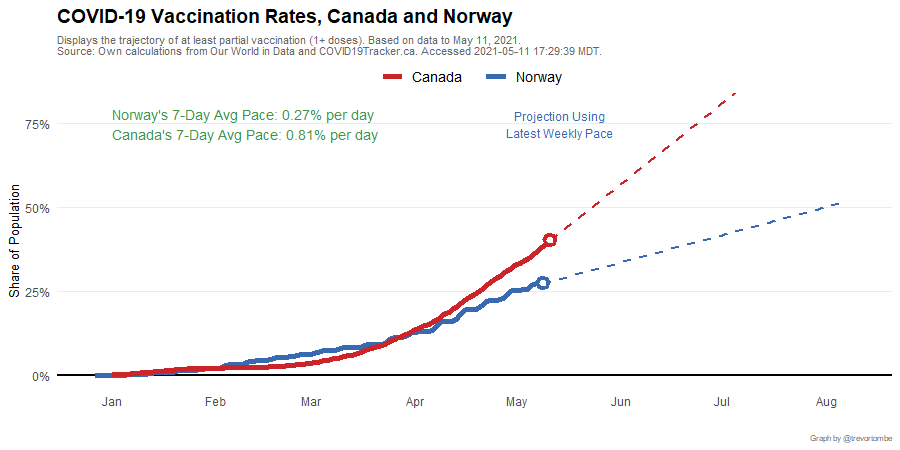 COVID-19 Vaccination Rates, Canada and Norway
Displays the trajectory of at least partial vaccination (1+ doses). Based on data to May 11, 2021.
Source: Own calculations from Our World in Data and COVID19Tracker.ca. Accessed 2021-05-11 17:29:39 MDT.
Canada Norway
Norway's 7-Day Avg Pace: 0.27% per day
Canada's 7-Day Avg Pace: 0.81% per day
Projection Using
Latest Weekly Pace
Share of Population
75%
50%
25%
0%
Jan Feb Mar Apr May Jun Jul Aug
Graph by @trevortombe